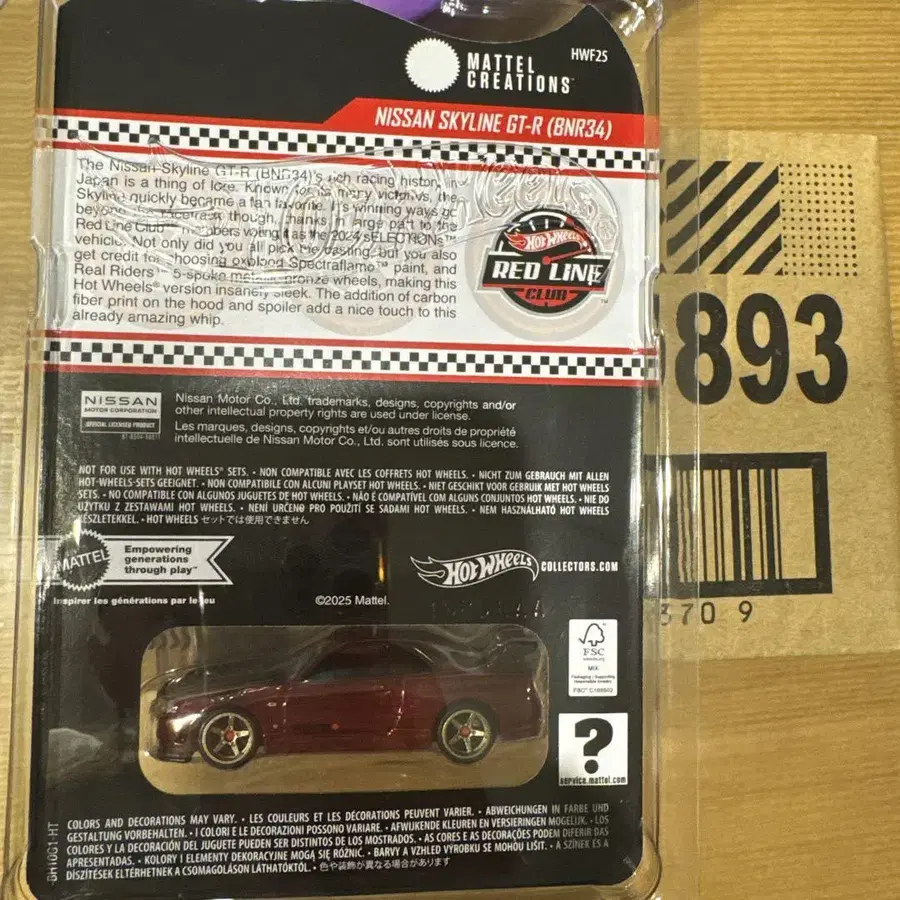 MATTEL
CREATIONS
HWF25
NISSAN SKYLINE GT-R (BNR34)
The Nissan Skyline GT-R (BNR34)'s rich racing history in
Japan is a thing of lore. Known for its many victories, the
Skyline quickly became a fan favorite. It's winning ways go
beyond the racetrack though, thanks in large part to the
Red Line Club™ members voting it as the 2024 sELECTIONs™
vehicle. Not only did you all pick the casting, but you also
get credit for choosing oxblood Spectraflame™ paint, and
Real Riders™ 5-spoke metal bronze wheels, making this
Hot Wheels® version insanely sleek. The addition of carbon
fiber print on the hood and spoiler add a nice touch to this
already amazing whip.
HOT WHEELS
RED LINE
CLUB™
893
NISSAN
MOTOR CORPORATION
OFFICIAL LICENSED PRODUCT
Nissan Motor Co., Ltd. trademarks, designs, copyrights and/or
other intellectual property rights are used under license.
Les marques, designs, copyrights et/ou autres droits de propriété
intellectuelle de Nissan Motor Co., Ltd. sont utilisés sous licence.
NOT FOR USE WITH HOT WHEELS® SETS. • NON COMPATIBLE AVEC LES COFFRETS HOT WHEELS. • NICHT ZUM GEBRAUCH MIT ALLEN
HOT-WHEELS-SETS GEEIGNET. • NON COMPATIBILE CON ALCUNI PLAYSET HOT WHEELS. • NIET GESCHIKT VOOR GEBRUIK MET HOT WHEELS
SETS. • NO COMPATIBLE CON ALGUNOS JUGUETES DE HOT WHEELS. • NÃO É COMPATÍVEL COM ALGUNS CONJUNTOS HOT WHEELS. • NIE DO
UŻYTKU Z ZESTAWAMI HOT WHEELS. • NENÍ URČENO PRO POUŽITÍ SE SADAMI HOT WHEELS. • NEM HASZNÁLHATÓ HOT WHEELS
KÉSZLETEKKEL. • HOT WHEELS セットでは使用できません
MATTEL
Empowering
generations
through play™
Inspirer les générations par le jeu
HOT WHEELS COLLECTORS.COM
©2025 Mattel.
370 9
FSC
MIX
Packaging | Supporting
responsible forestry
?
service.mattel.com
COLORS AND DECORATIONS MAY VARY. • LES COULEURS ET LES DÉCORATIONS PEUVENT VARIER. • ABWEICHUNGEN IN FARBE UND
GESTALTUNG VORBEHALTEN. • I COLORI E LE DECORAZIONI POSSONO VARIARE. • AFWIJKENDE KLEUREN EN VERSIERINGEN MOGELIJK. • LOS
COLORES Y LA DECORACIÓN DEL JUGUETE PUEDEN SER DISTINTOS DE LOS MOSTRADOS. • AS CORES E AS DECORAÇÕES PODEM DIFERIR DAS
APRESENTADAS. • KOLORY I ELEMENTY DEKORACYJNE MOGĄ SIĘ RÓŻNIĆ. • BARVY A VZHLED VÝROBKU SE MOHOU LIŠIT. • A SZÍNEK ÉS A
DÍSZÍTÉSEK ELTÉRHETNEK A CSOMAGOLÁSON LÁTHATÓKTÓL. • 色や装飾が異なる場合があります